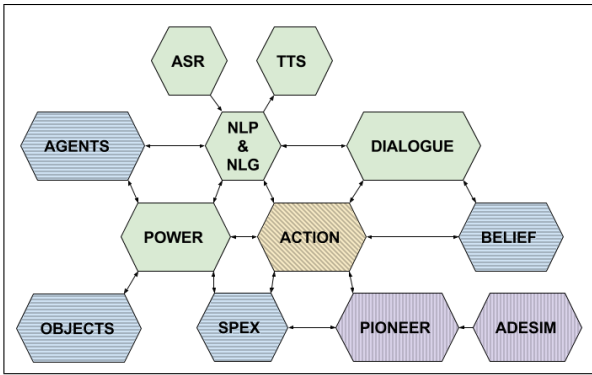 ASR
TTS
AGENTS
NLP
&
NLG
DIALOGUE
POWER
ACTION
BELIEF
OBJECTS
SPEX
PIONEER
ADESIM